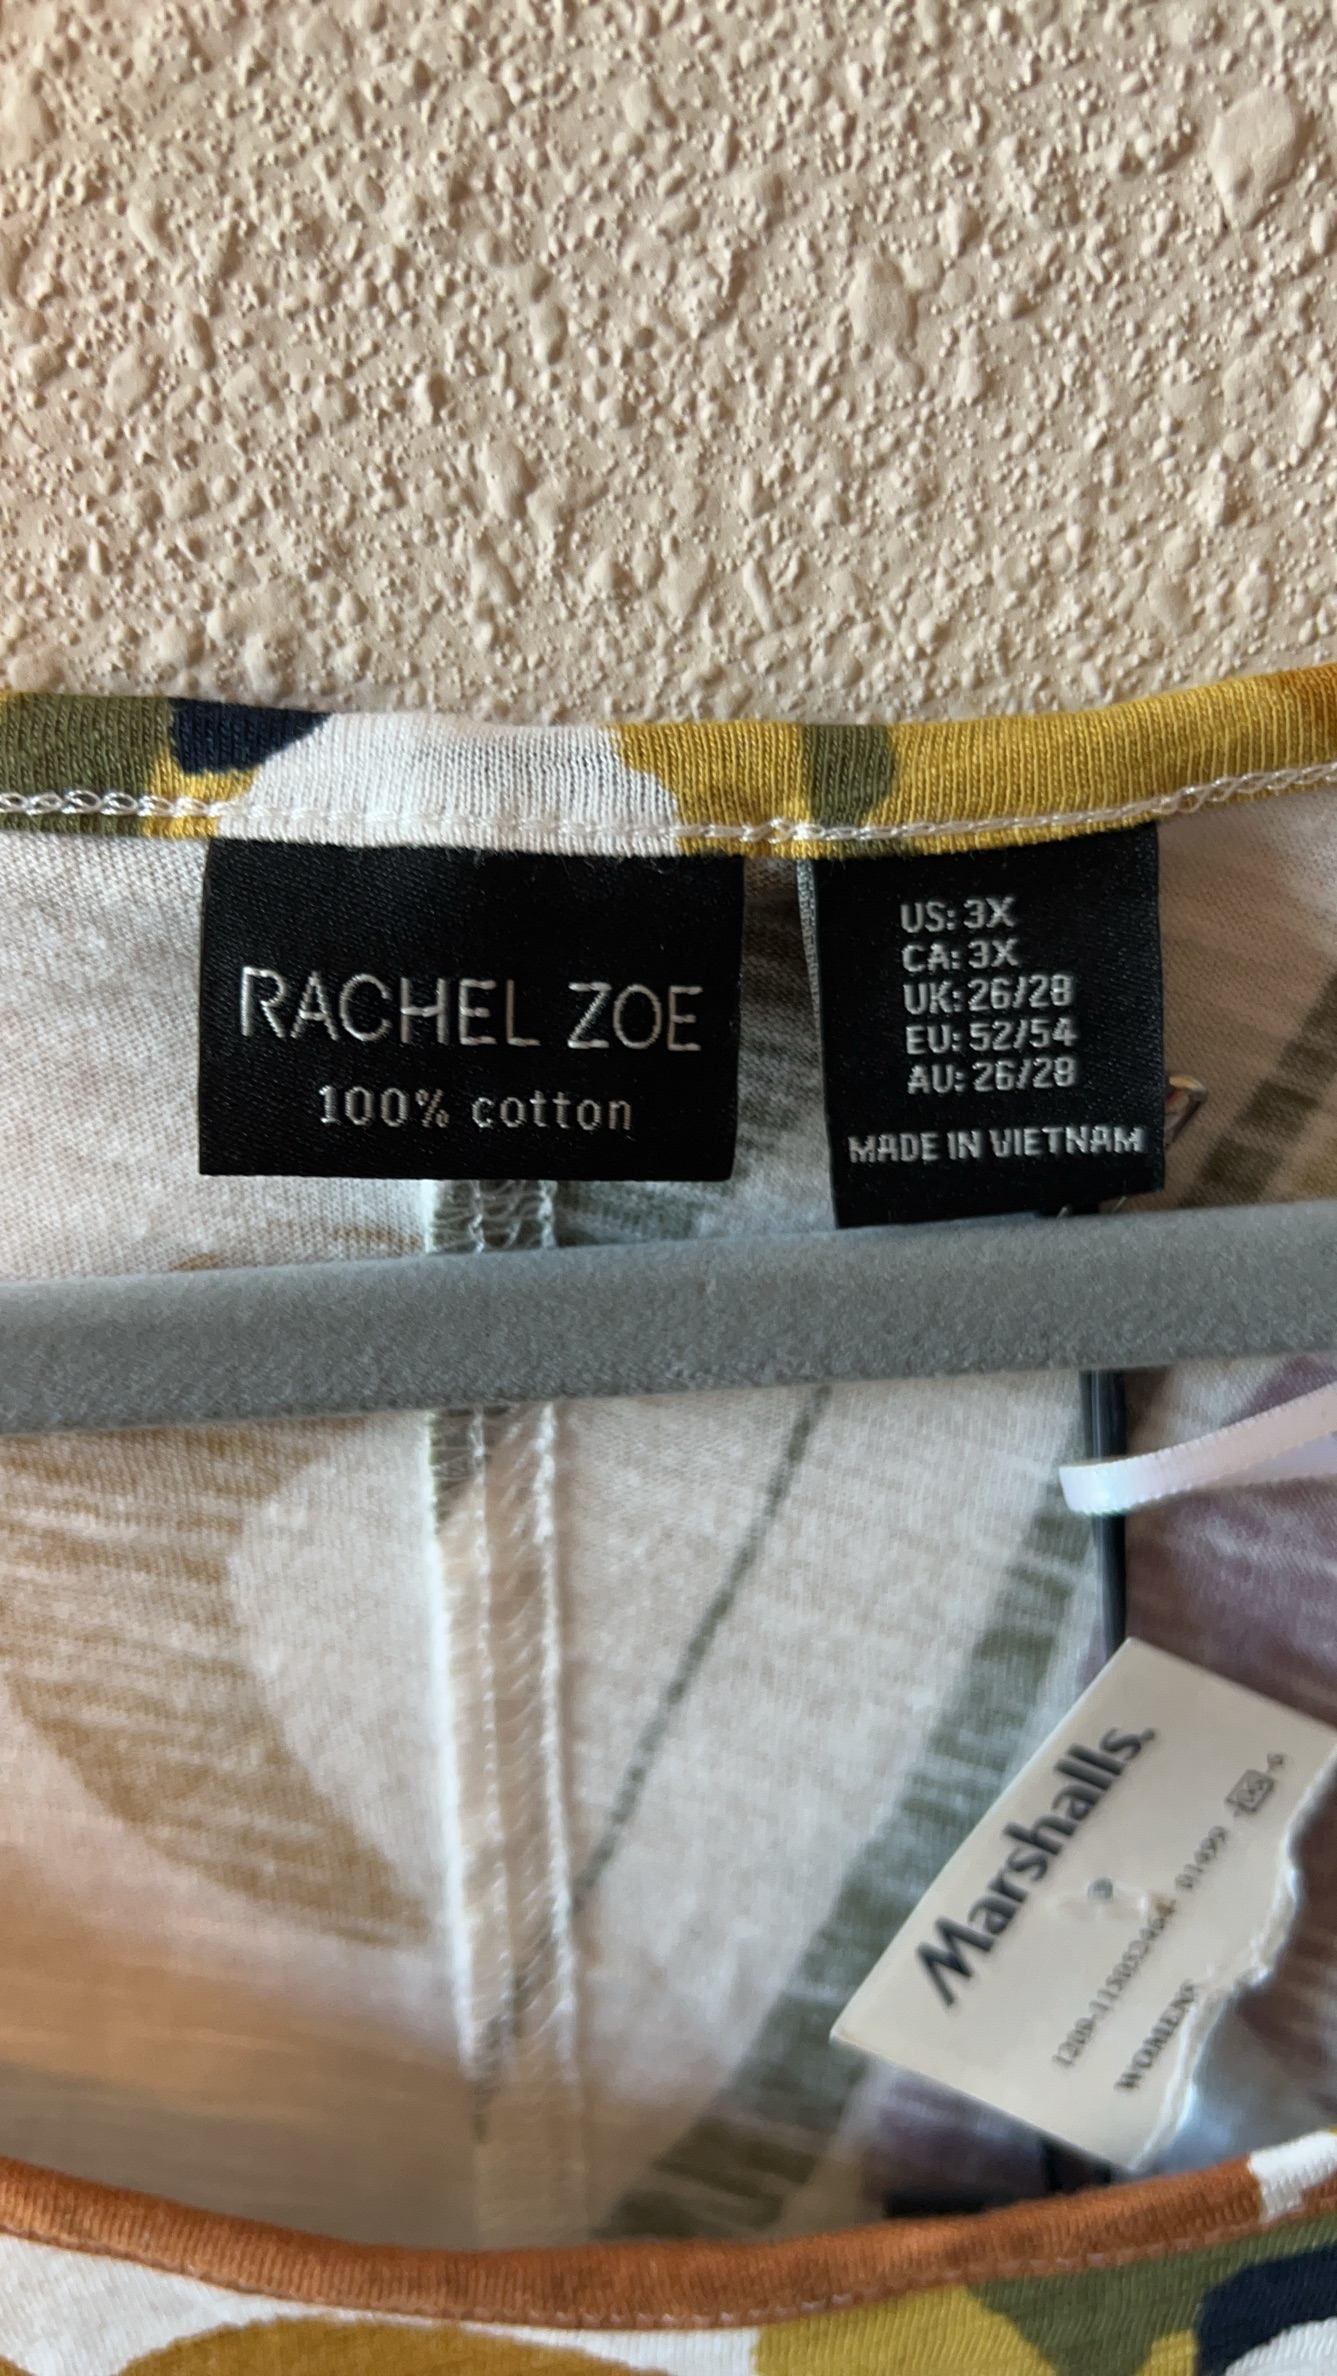 RACHEL ZOE
100% cotton
US: 3X
CA: 3X
UK: 26/28
EU: 52/54
AU: 26/28
MADE IN VIETNAM
Marshalls.
WOMENS